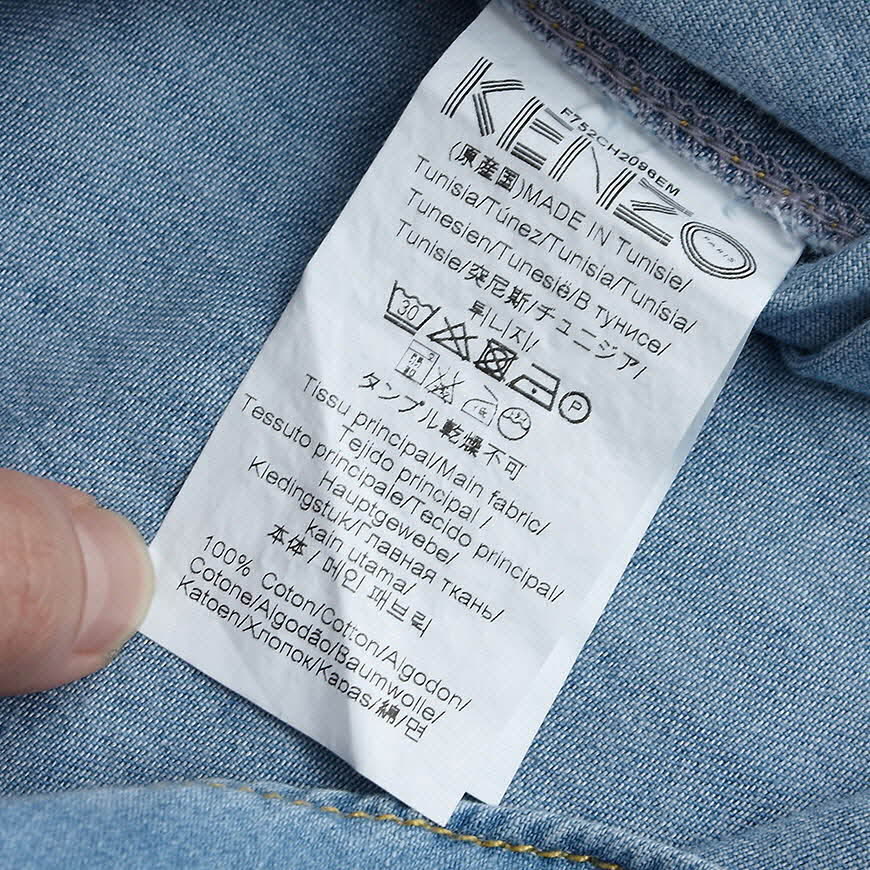 KENZO
PARIS
F752CH2096EM
(原産国)MADE IN Tunisie/
Tunisia/Túnez/Tunisia/Tunísia/
Tunesien/Tunesië/В тунисе/
Tunisie/突尼斯/チュニジア/
튀니지/
30
P
タンブル乾燥不可
Tissu principal/Main fabric/
Tejido principal /
Tessuto principale/Tecido principal/
Hauptgewebe/
Kledingstuk/Главная ткань/
kain utama/
本体/메인 패브릭
100% Coton/Cotton/Algodon/
Cotone/Algodão/Baumwolle/
Katoen/Хлопок/Kapas/綿/면